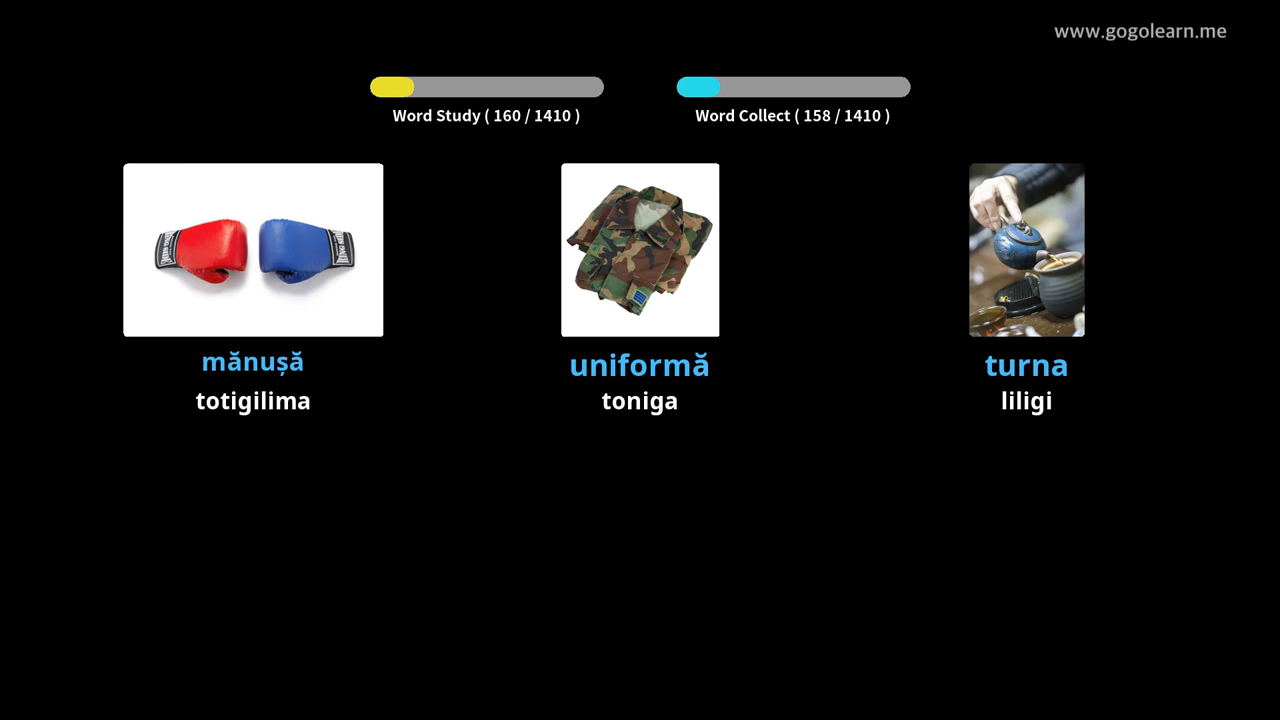 www.gogolearn.me
Word Study ( 160 / 1410 )
Word Collect ( 158 / 1410 )
mănușă
uniformă
turna
totigilima
toniga
liligi